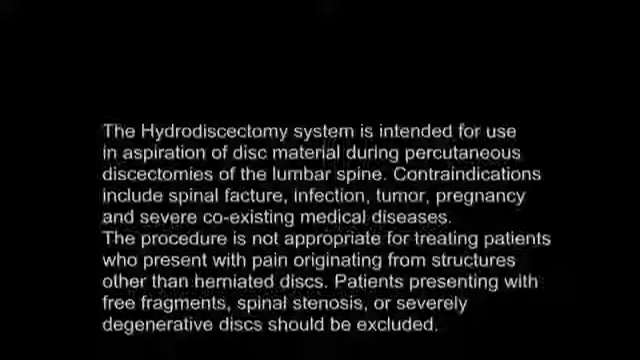 The Hydrodiscectomy system is intended for use
in aspiration of disc material during percutaneous
discectomies of the lumbar spine. Contraindications
include spinal facture, infection, tumor, pregnancy
and severe co-existing medical diseases.
The procedure is not appropriate for treating patients
who present with pain originating from structures
other than herniated discs. Patients presenting with
free fragments, spinal stenosis, or severely
degenerative discs should be excluded.